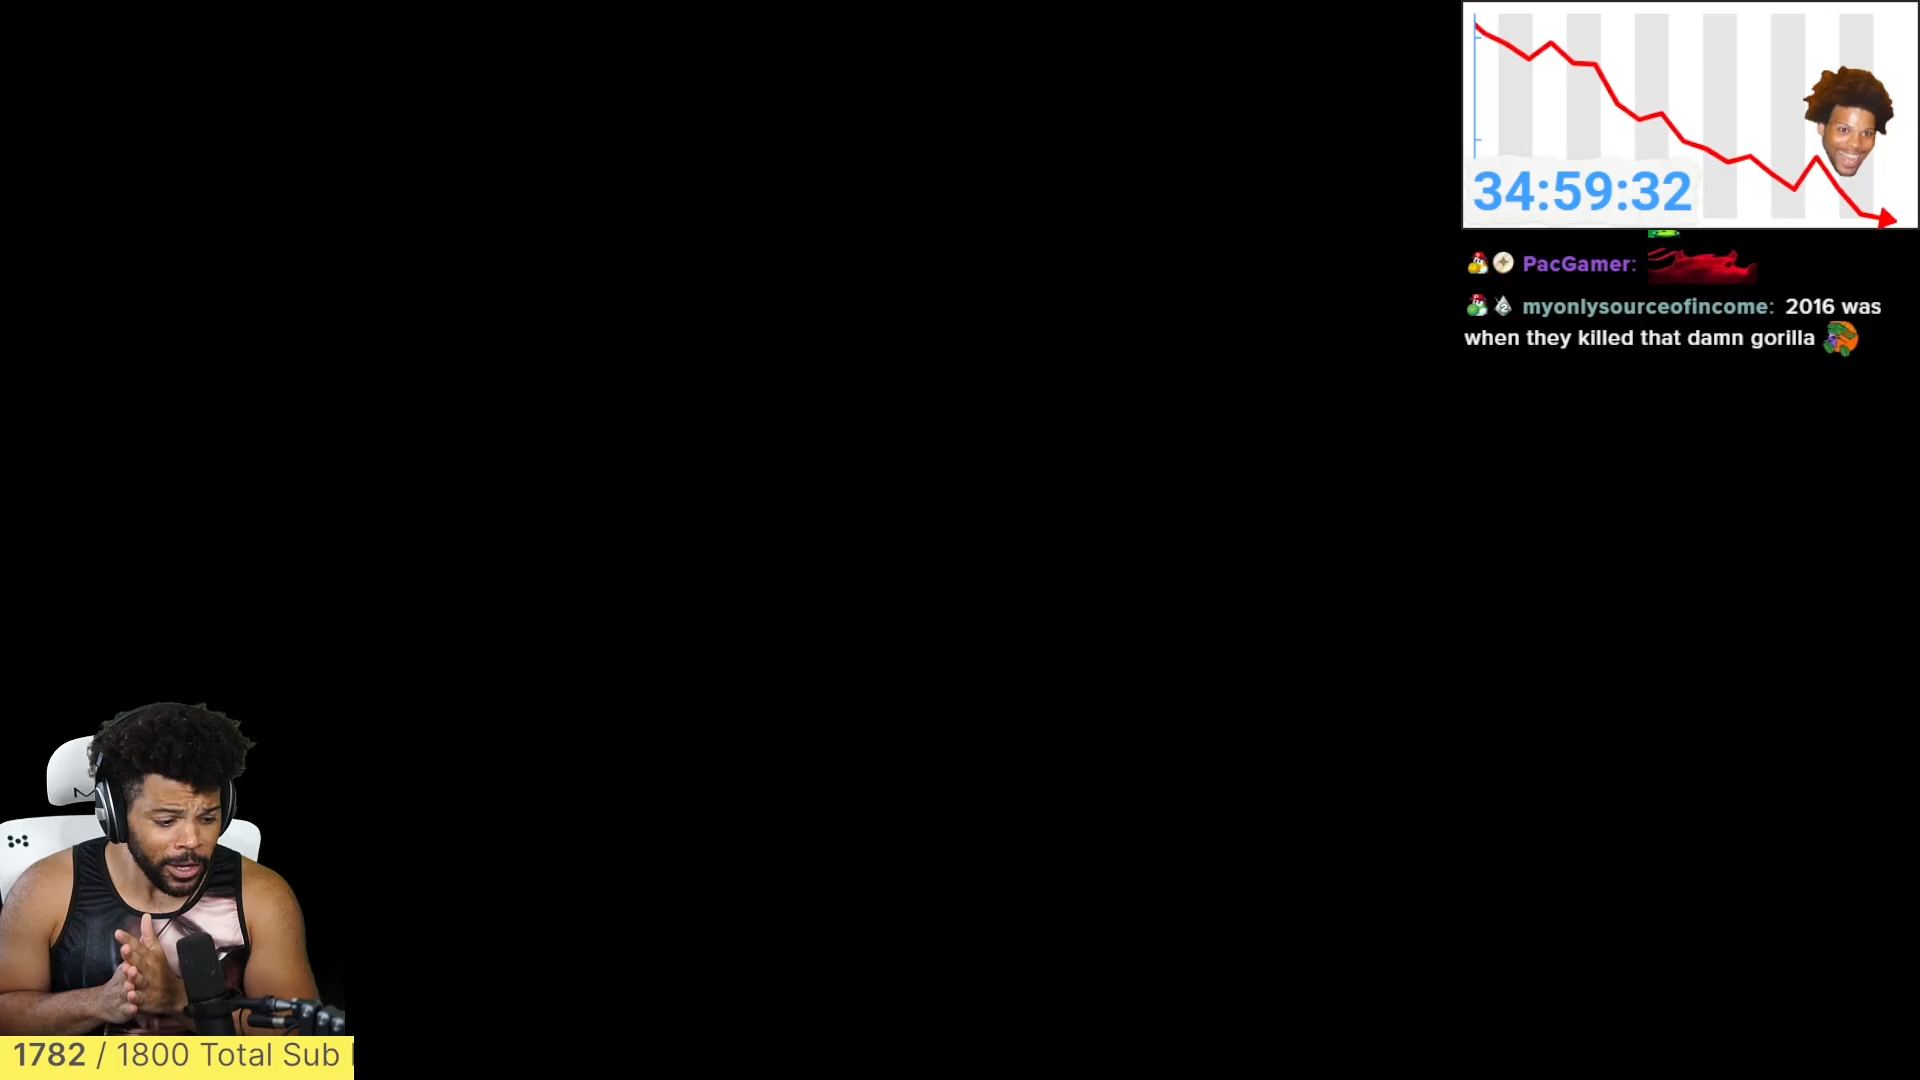 34:59:32
PacGamer:
myonlysourceofincome: 2016 was
when they killed that damn gorilla
1782 / 1800 Total Sub